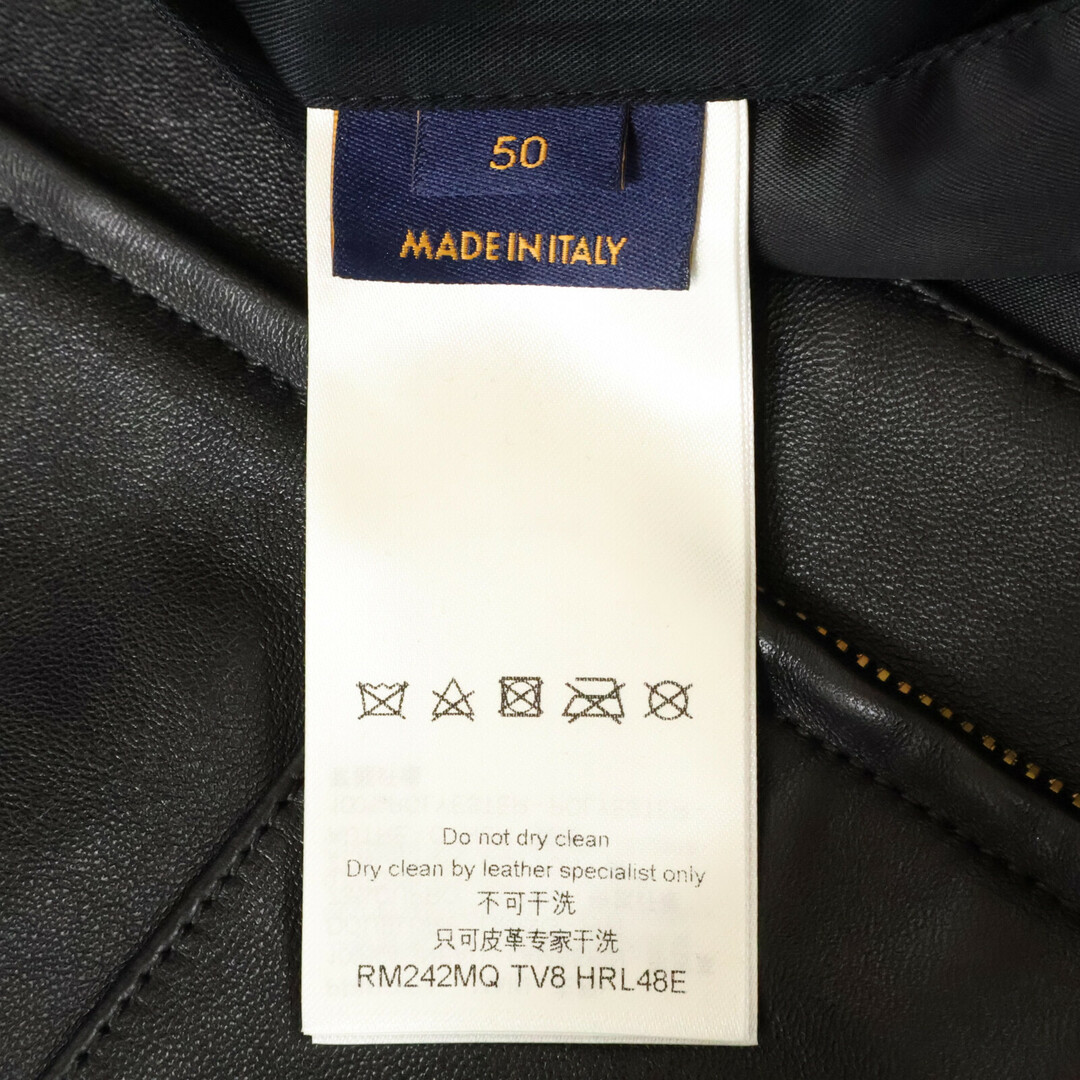 50
MADE IN ITALY
Do not dry clean
Dry clean by leather specialist only
不可干洗
只可皮革专家干洗
RM242MQ TV8 HRL48E